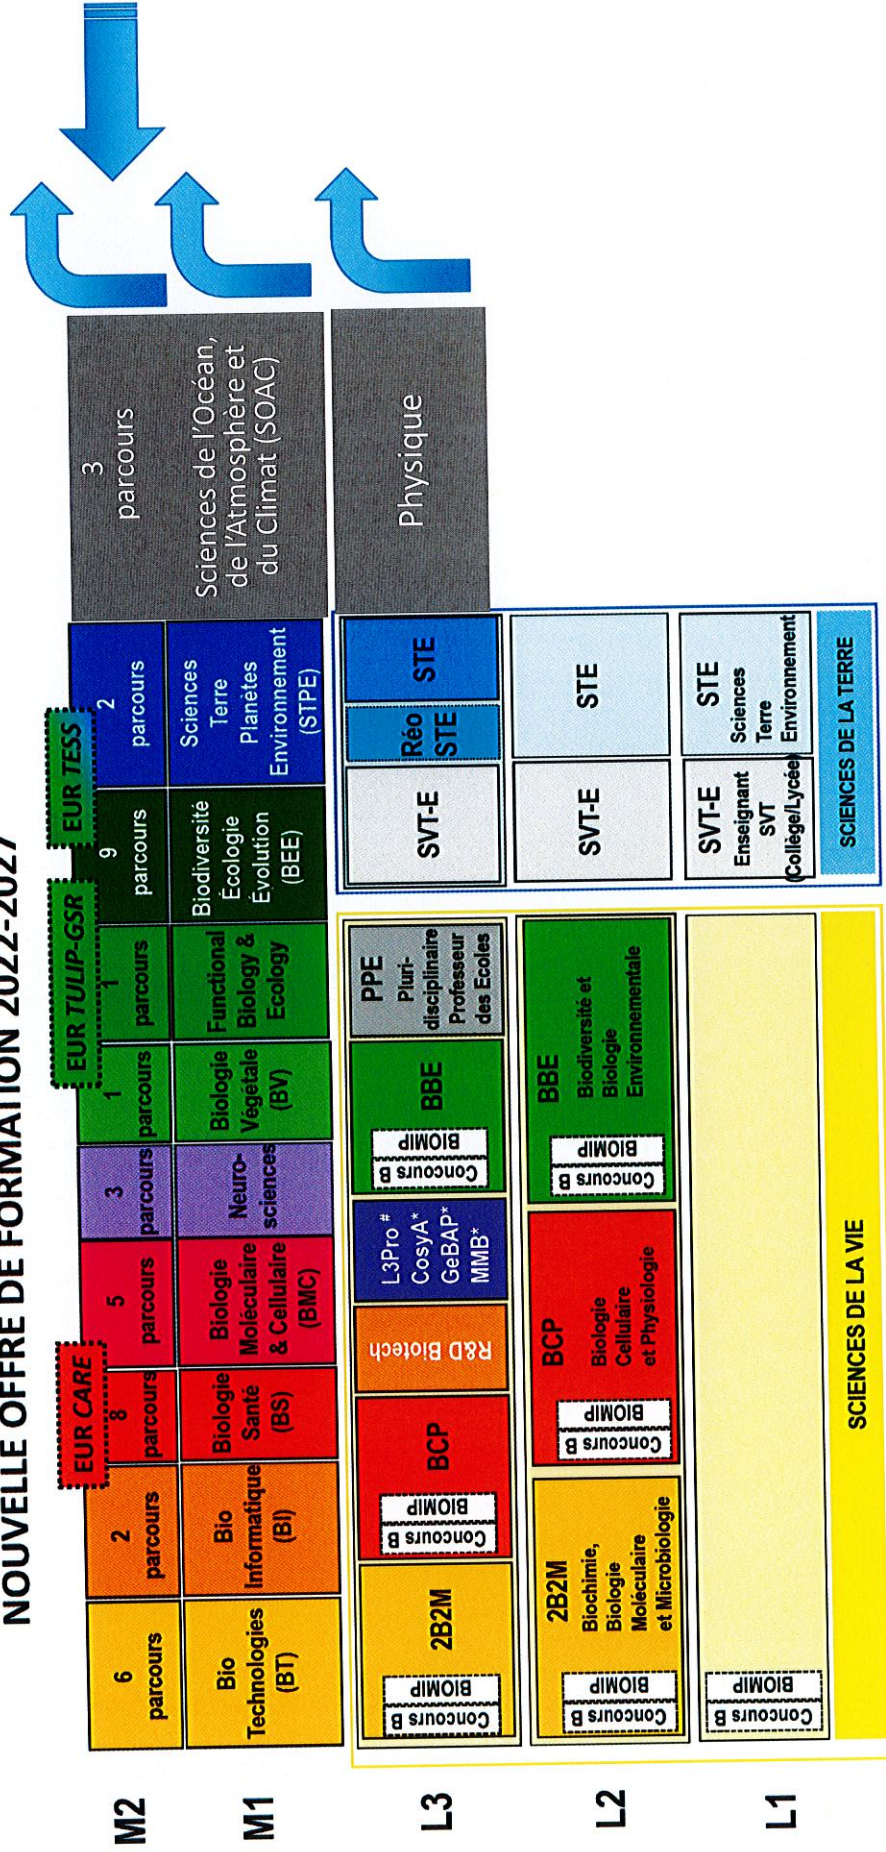 NOUVELLE OFFRE DE FORMATION 2022-2027
EUR CARE
EUR TULIP-GSR
EUR TESS
M2
6
parcours
2
parcours
8
parcours
5
parcours
3
parcours
1
parcours
1
parcours
9
parcours
2
parcours
3
parcours
M1
Bio
Technologies
(BT)
Bio
Informatique
(BI)
Biologie
Santé
(BS)
Biologie
Moléculaire
& Cellulaire
(BMC)
Neuro-
sciences
Biologie
Végétale
(BV)
Functional
Biology &
Ecology
Biodiversité
Écologie
Évolution
(BEE)
Sciences
Terre
Planètes
Environnement
(STPE)
Sciences de l'Océan,
de l'Atmosphère et
du Climat (SOAC)
L3
Concours B
BIOMIP
2B2M
Concours B
BIOMIP
BCP
R&D Biotech
L3Pro #
CosyA*
GeBAP*
MMB*
Concours B
BIOMIP
BBE
PPE
Pluri-
disciplinaire
Professeur
des Ecoles
SVT-E
Réo
STE
STE
Physique
L2
Concours B
BIOMIP
2B2M
Biochimie,
Biologie
Moléculaire
et Microbiologie
Concours B
BIOMIP
BCP
Biologie
Cellulaire
et Physiologie
Concours B
BIOMIP
BBE
Biodiversité et
Biologie
Environnementale
SVT-E
STE
L1
Concours B
BIOMIP
SVT-E
Enseignant
SVT
(Collège/Lycée)
STE
Sciences
Terre
Environnement
SCIENCES DE LA VIE
SCIENCES DE LA TERRE